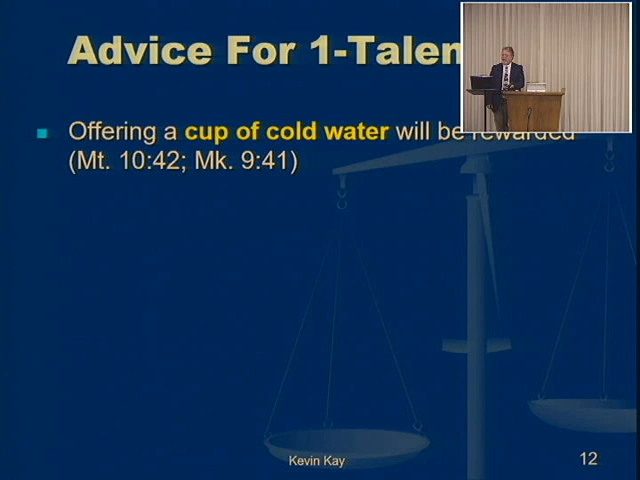 Advice For 1-Talen
Offering a cup of cold water will be rewarded
(Mt. 10:42; Mk. 9:41)
Kevin Kay
12